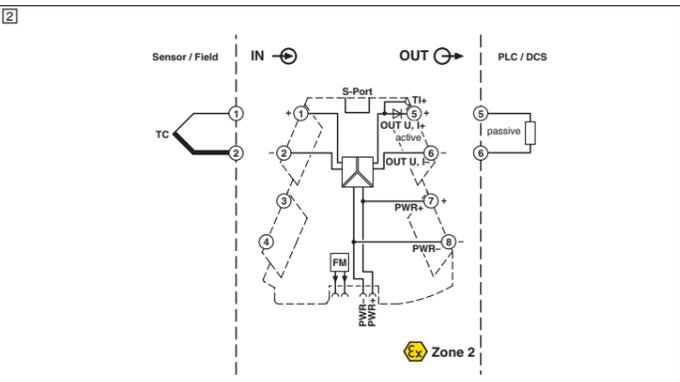 2
Sensor / Field
IN
OUT
PLC / DCS
S-Port
TI+
1
+ 1
5 +
5
OUT U, I+
TC
active
passive
2
– 2
6 –
6
OUT U, I–
3
7 +
PWR+
4
8 –
PWR–
FM
PWR–
PWR+
Ex Zone 2